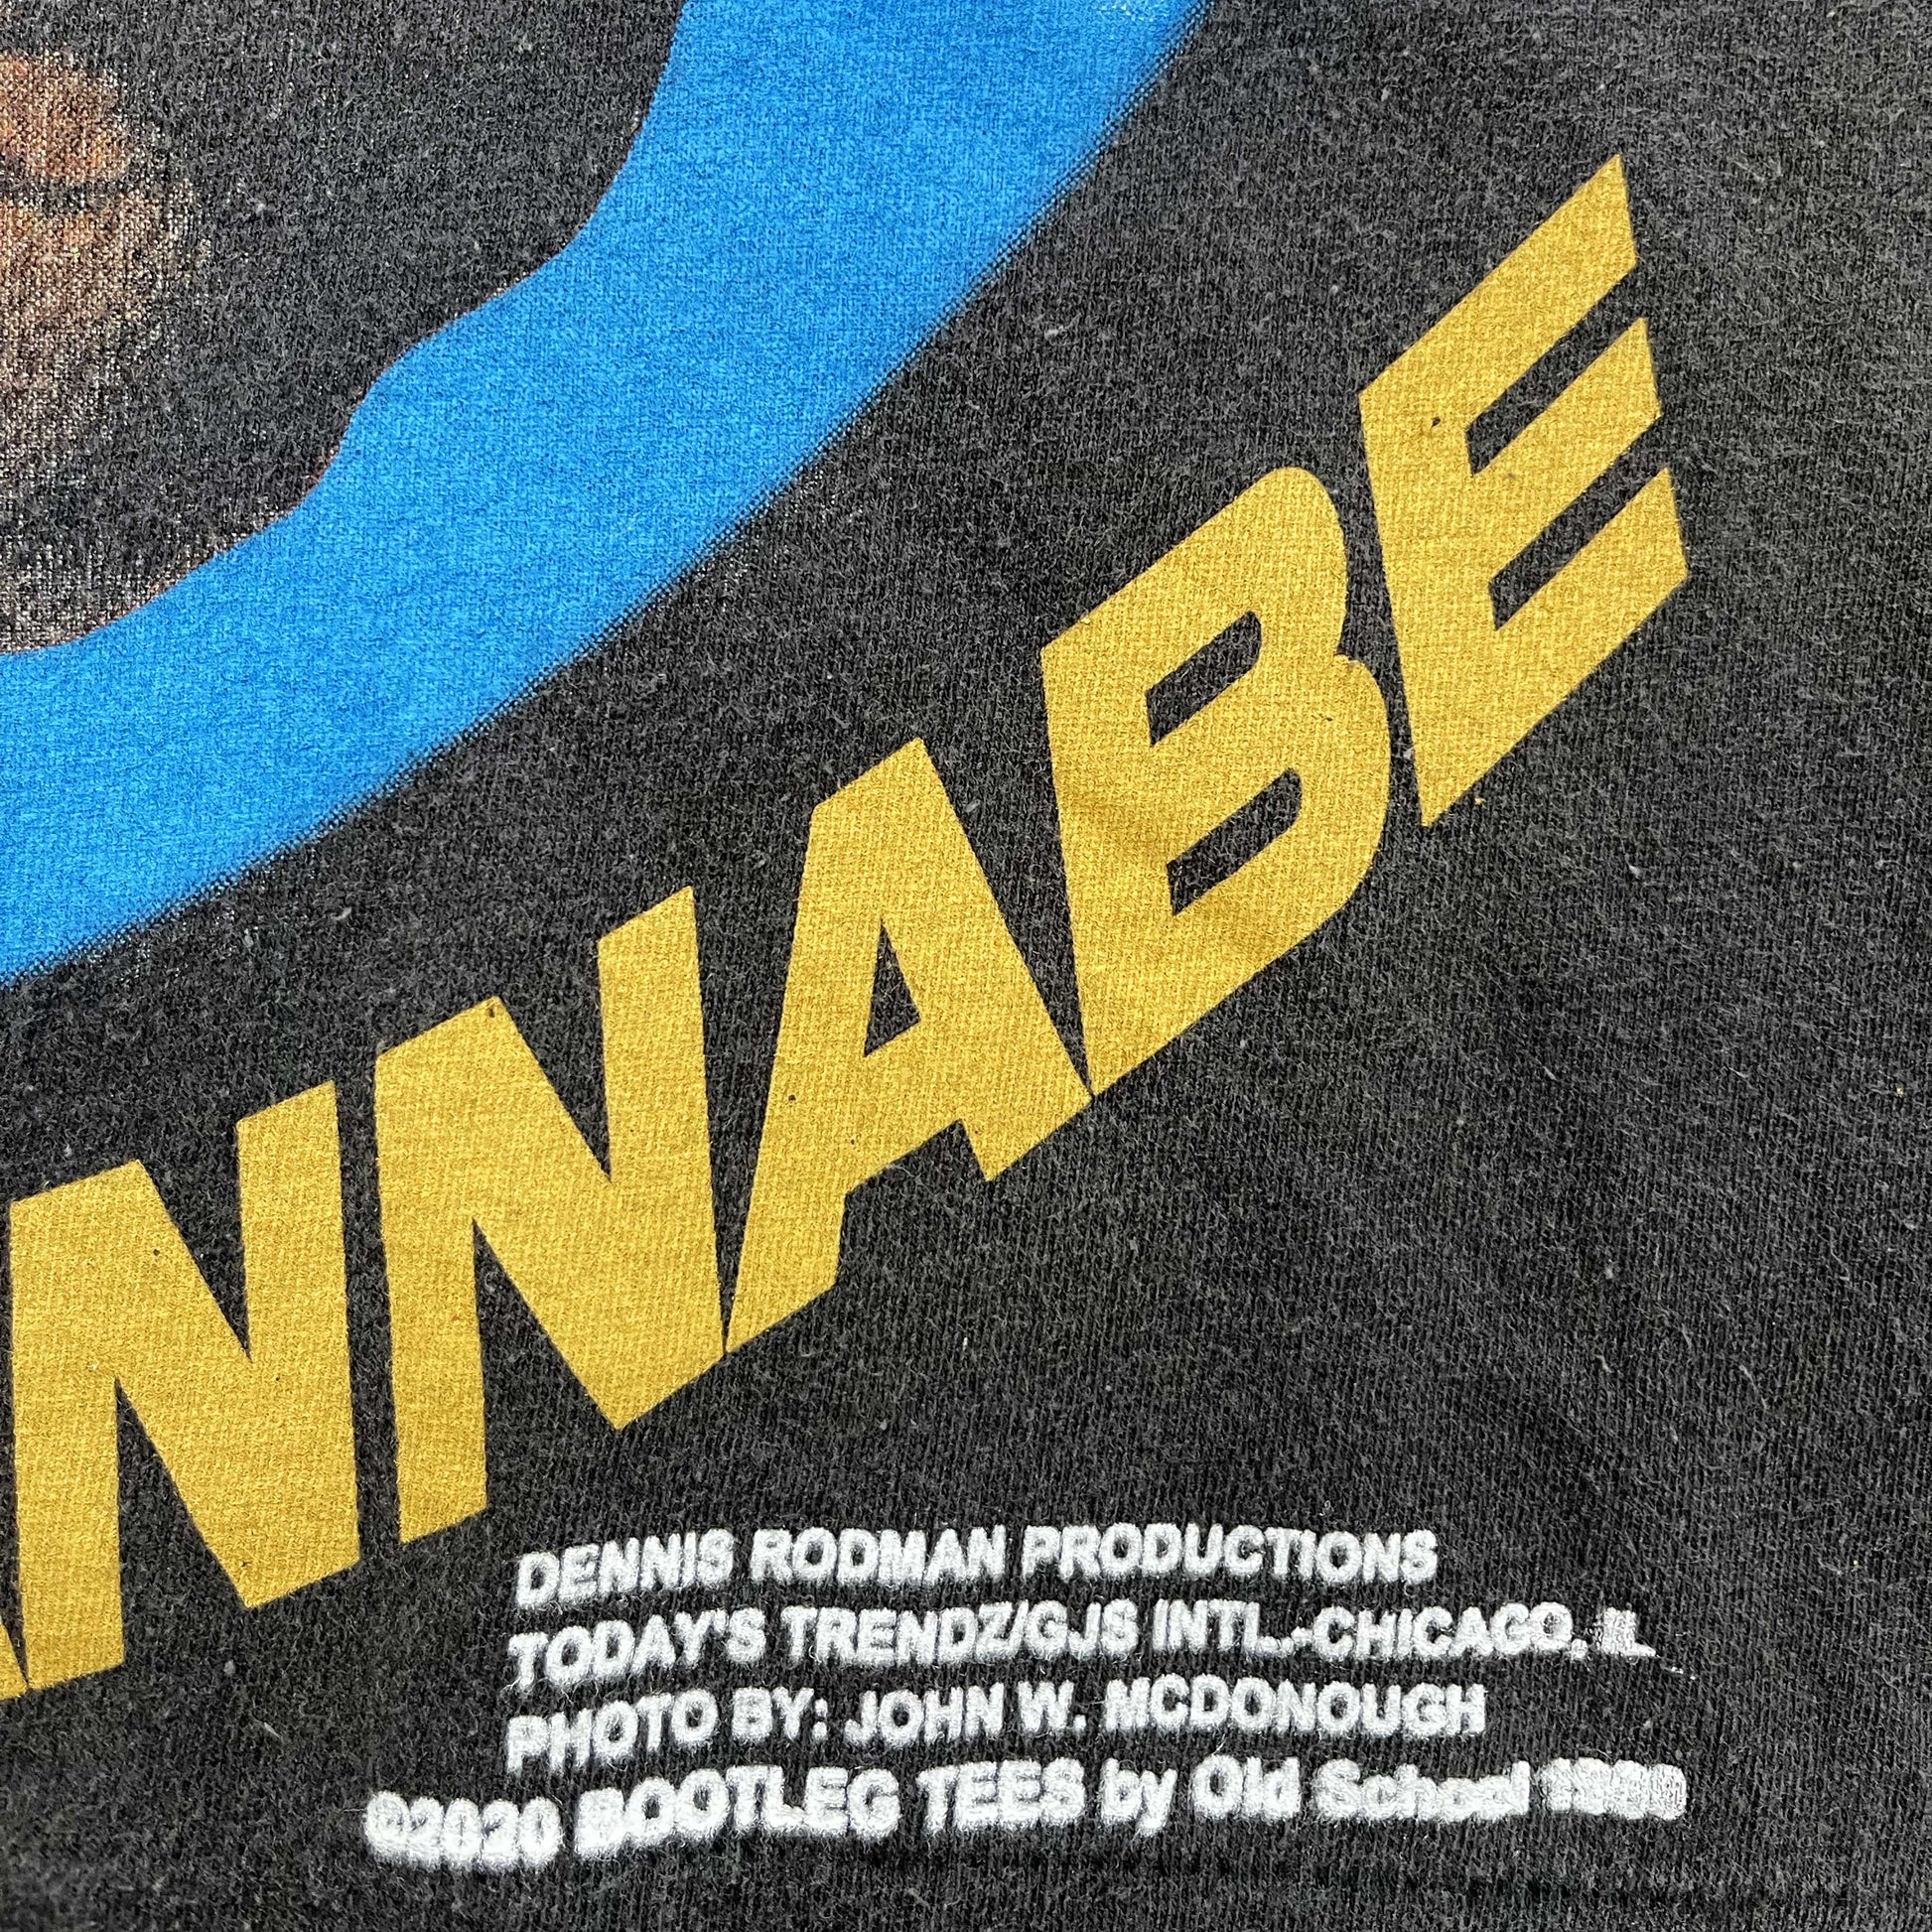 ANNABE
DENNIS RODMAN PRODUCTIONS
TODAY'S TRENDZ/GJS INTL.-CHICAGO, IL
PHOTO BY: JOHN W. MCDONOUGH
©2020 BOOTLEG TEES by Old School